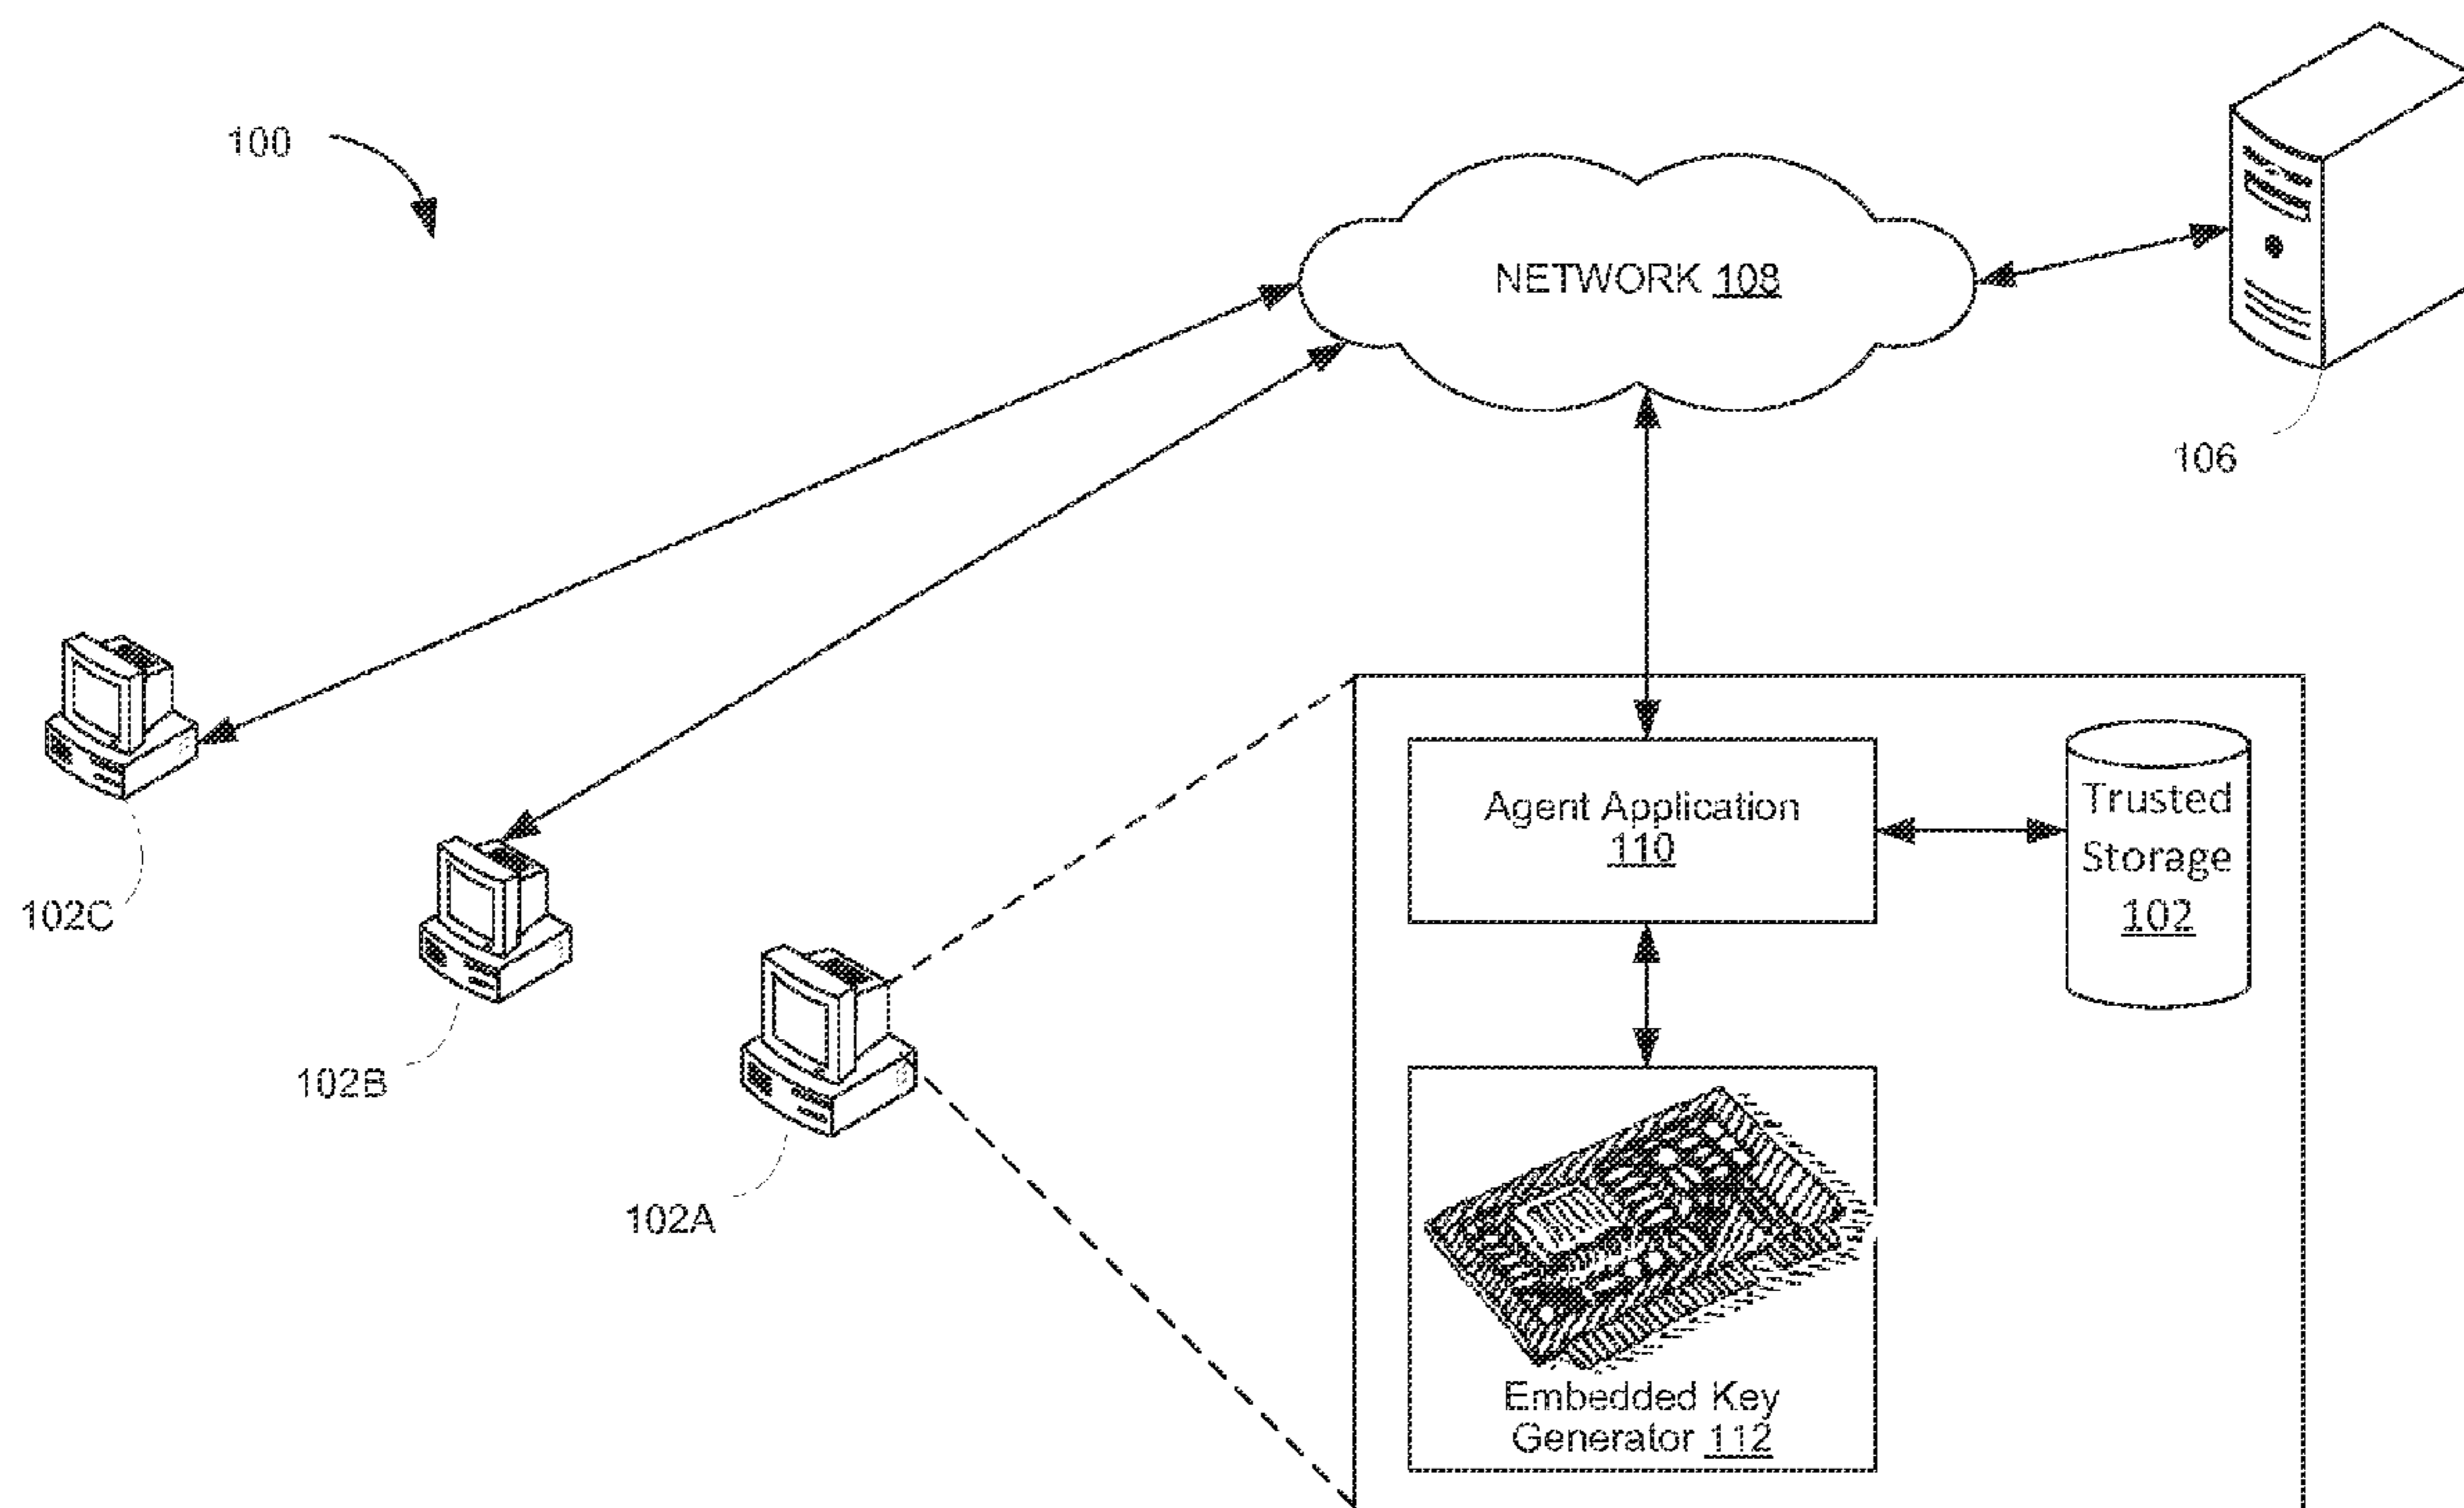 100
NETWORK 108
106
102C
102B
102A
Agent Application
110
Trusted
Storage
102
Embedded Key
Generator 112